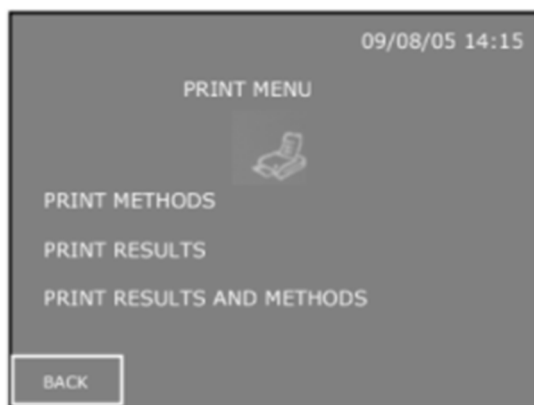 09/08/05 14:15
PRINT MENU
PRINT METHODS
PRINT RESULTS
PRINT RESULTS AND METHODS
BACK